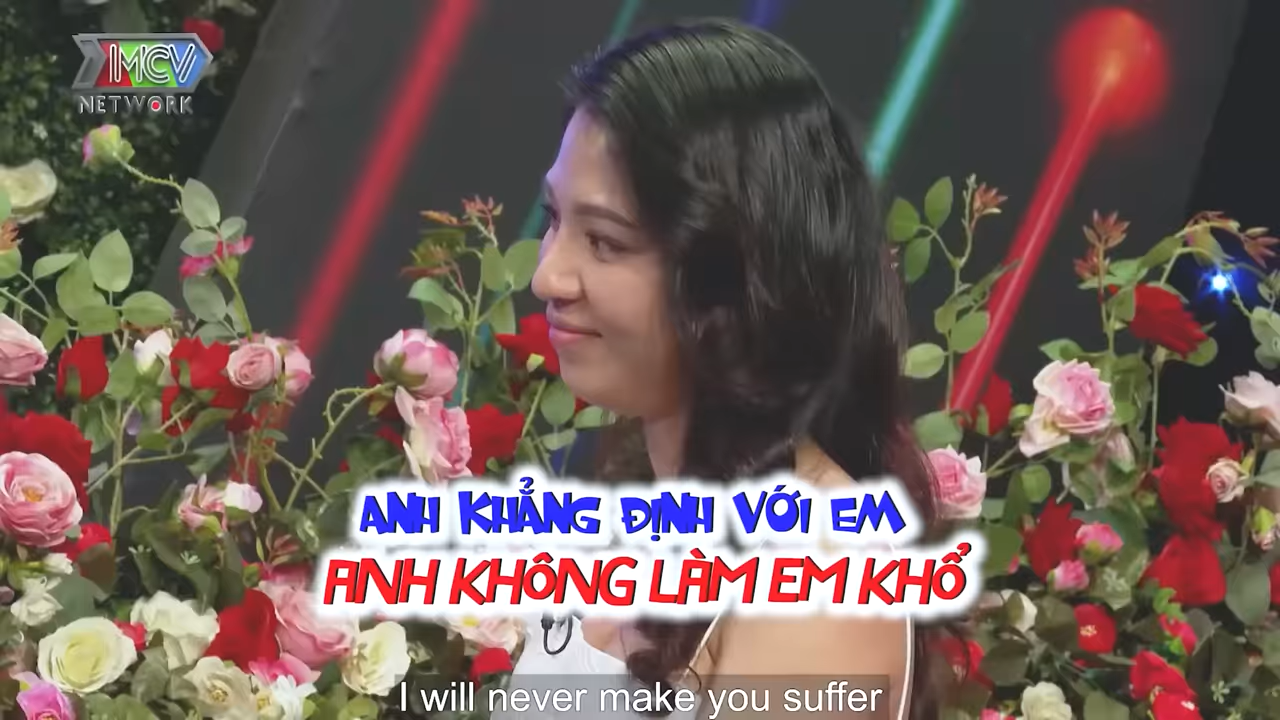 MCV
NETWORK
ANH KHẲNG ĐỊNH VỚI EM
ANH KHÔNG LÀM EM KHỔ
I will never make you suffer